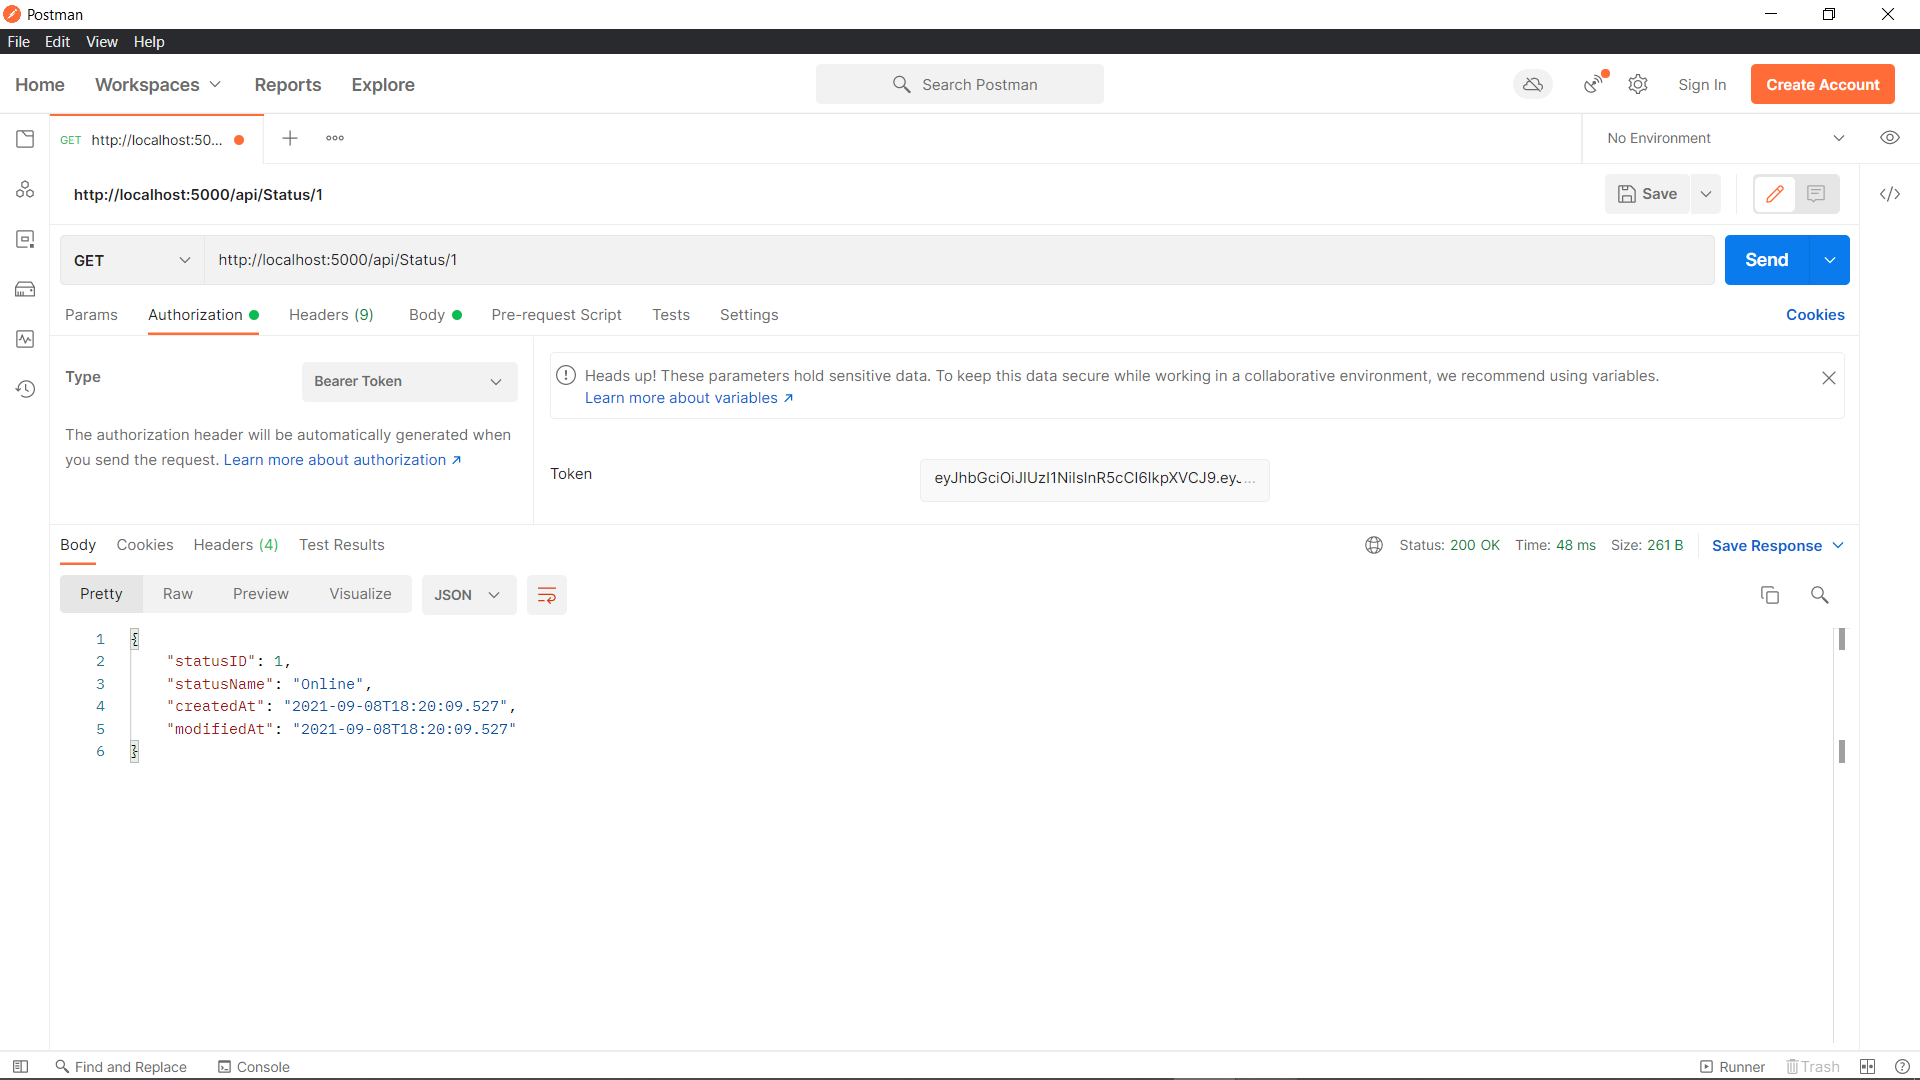 Postman
File Edit View Help
Home Workspaces Reports Explore Search Postman Sign In Create Account
GET http://localhost:50... No Environment
http://localhost:5000/api/Status/1 Save
GET http://localhost:5000/api/Status/1 Send
Params Authorization Headers (9) Body Pre-request Script Tests Settings Cookies
Type Bearer Token
The authorization header will be automatically generated when
you send the request. Learn more about authorization
Heads up! These parameters hold sensitive data. To keep this data secure while working in a collaborative environment, we recommend using variables.
Learn more about variables
Token eyJhbGciOiJIUzI1NiIsInR5cCI6IkpXVCJ9.eyJ...
Body Cookies Headers (4) Test Results Status: 200 OK Time: 48 ms Size: 261 B Save Response
Pretty Raw Preview Visualize JSON
1 {
2 "statusID": 1,
3 "statusName": "Online",
4 "createdAt": "2021-09-08T18:20:09.527",
5 "modifiedAt": "2021-09-08T18:20:09.527"
6 }
Find and Replace Console Runner Trash